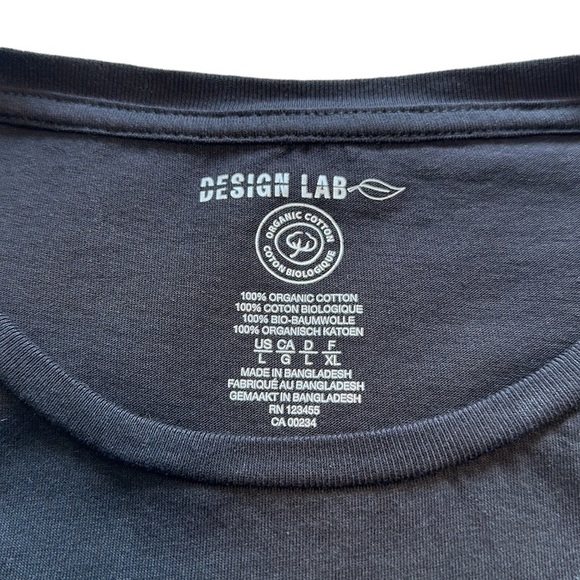 DESIGN LAB
ORGANIC COTTON
COTON BIOLOGIQUE
100% ORGANIC COTTON
100% COTON BIOLOGIQUE
100% BIO-BAUMWOLLE
100% ORGANISCH KATOEN
US CA D F
L G L XL
MADE IN BANGLADESH
FABRIQUÉ AU BANGLADESH
GEMAAKT IN BANGLADESH
RN 123455
CA 00234